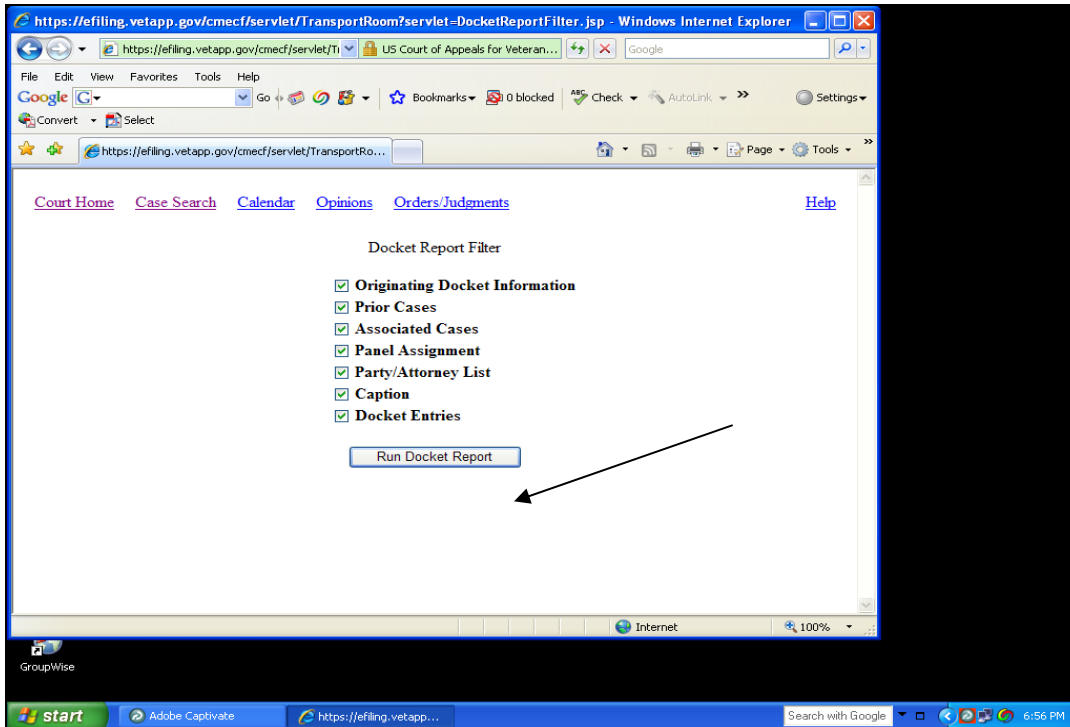 https://efiling.vetapp.gov/cmecf/servlet/TransportRoom?servlet=DocketReportFilter.jsp - Windows Internet Explorer
https://efiling.vetapp.gov/cmecf/servlet/Tr US Court of Appeals for Veteran... Google
File Edit View Favorites Tools Help
Google G Go Bookmarks 0 blocked ABC Check AutoLink >> Settings
Convert Select
https://efiling.vetapp.gov/cmecf/servlet/TransportRo... Page Tools >>
Court Home Case Search Calendar Opinions Orders/Judgments Help
Docket Report Filter
Originating Docket Information
Prior Cases
Associated Cases
Panel Assignment
Party/Attorney List
Caption
Docket Entries
Run Docket Report
Internet 100%
GroupWise
start Adobe Captivate https://efiling.vetapp... Search with Google 6:56 PM